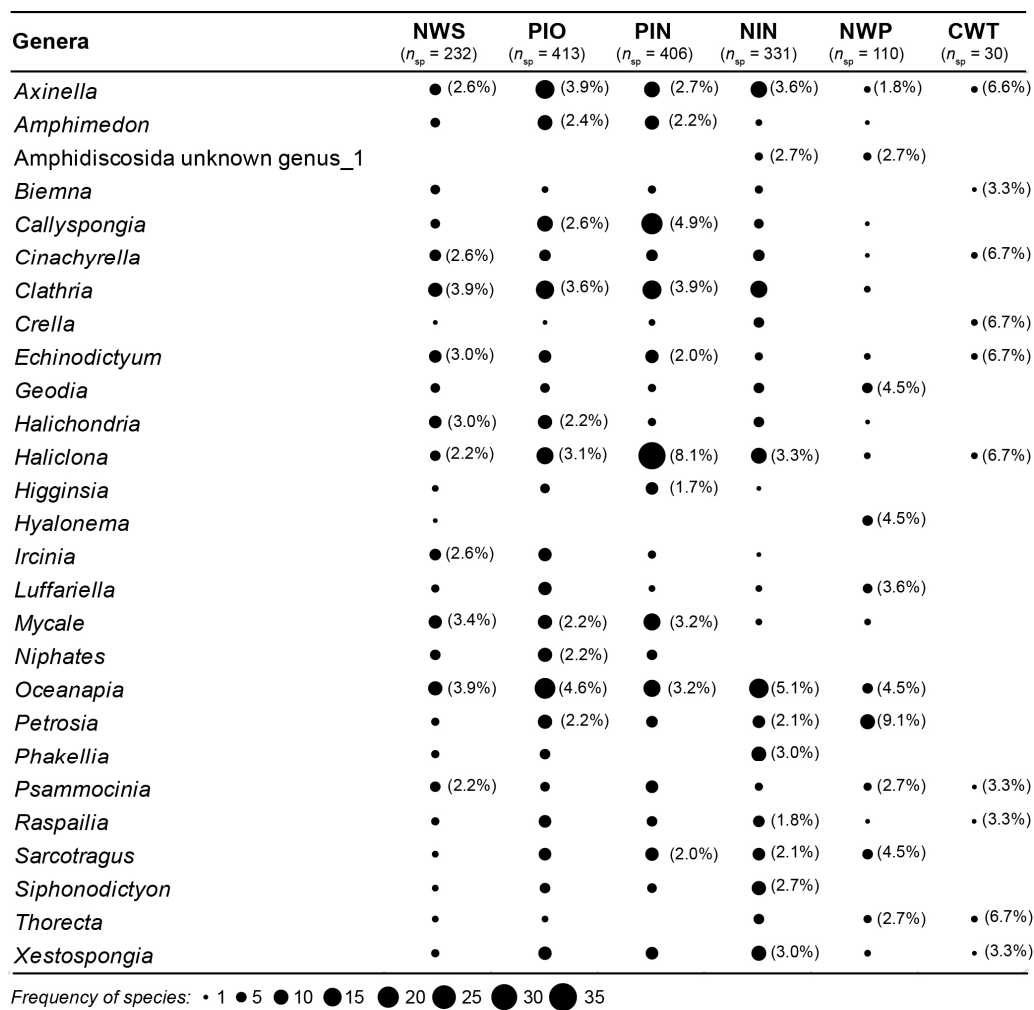 Genera NWS PIO PIN NIN NWP CWT
(nsp = 232) (nsp = 413) (nsp = 406) (nsp = 331) (nsp = 110) (nsp = 30)
Axinella (2.6%) (3.9%) (2.7%) (3.6%) (1.8%) (6.6%)
Amphimedon (2.4%) (2.2%)
Amphidiscosida unknown genus_1 (2.7%) (2.7%)
Biemna (3.3%)
Callyspongia (2.6%) (4.9%)
Cinachyrella (2.6%) (6.7%)
Clathria (3.9%) (3.6%) (3.9%)
Crella (6.7%)
Echinodictyum (3.0%) (2.0%) (6.7%)
Geodia (4.5%)
Halichondria (3.0%) (2.2%)
Haliclona (2.2%) (3.1%) (8.1%) (3.3%) (6.7%)
Higginsia (1.7%)
Hyalonema (4.5%)
Ircinia (2.6%)
Luffariella (3.6%)
Mycale (3.4%) (2.2%) (3.2%)
Niphates (2.2%)
Oceanapia (3.9%) (4.6%) (3.2%) (5.1%) (4.5%)
Petrosia (2.2%) (2.1%) (9.1%)
Phakellia (3.0%)
Psammocinia (2.2%) (2.7%) (3.3%)
Raspailia (1.8%) (3.3%)
Sarcotragus (2.0%) (2.1%) (4.5%)
Siphonodictyon (2.7%)
Thorecta (2.7%) (6.7%)
Xestospongia (3.0%) (3.3%)
Frequency of species: 1 5 10 15 20 25 30 35